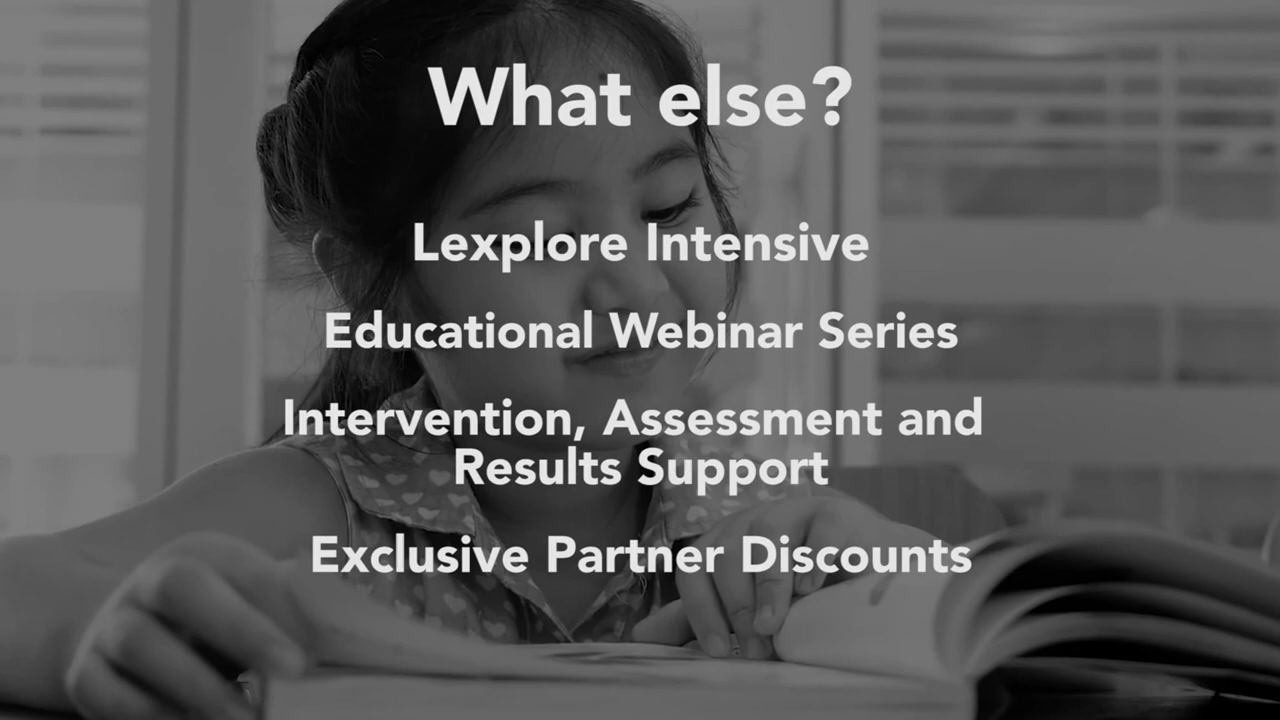 What else?
Lexplore Intensive
Educational Webinar Series
Intervention, Assessment and
Results Support
Exclusive Partner Discounts